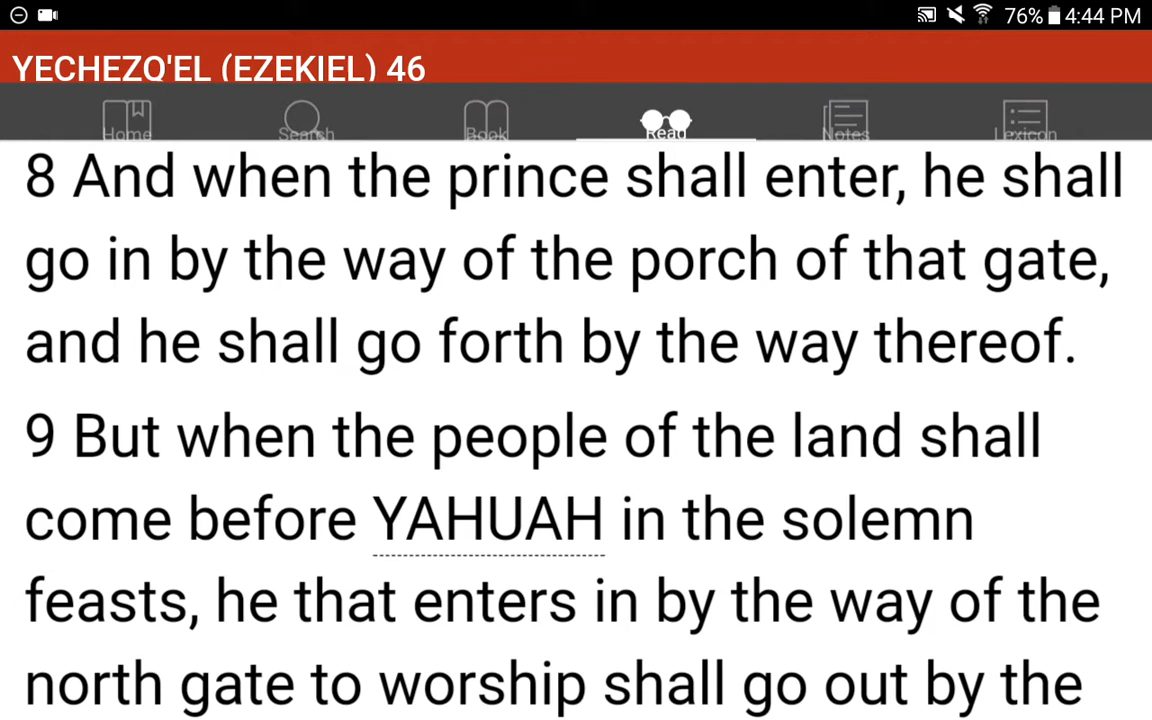 76% 4:44 PM
YECHEZQ'EL (EZEKIEL) 46
Home Search Book Read Notes Lexicon
8 And when the prince shall enter, he shall
go in by the way of the porch of that gate,
and he shall go forth by the way thereof.
9 But when the people of the land shall
come before YAHUAH in the solemn
feasts, he that enters in by the way of the
north gate to worship shall go out by the